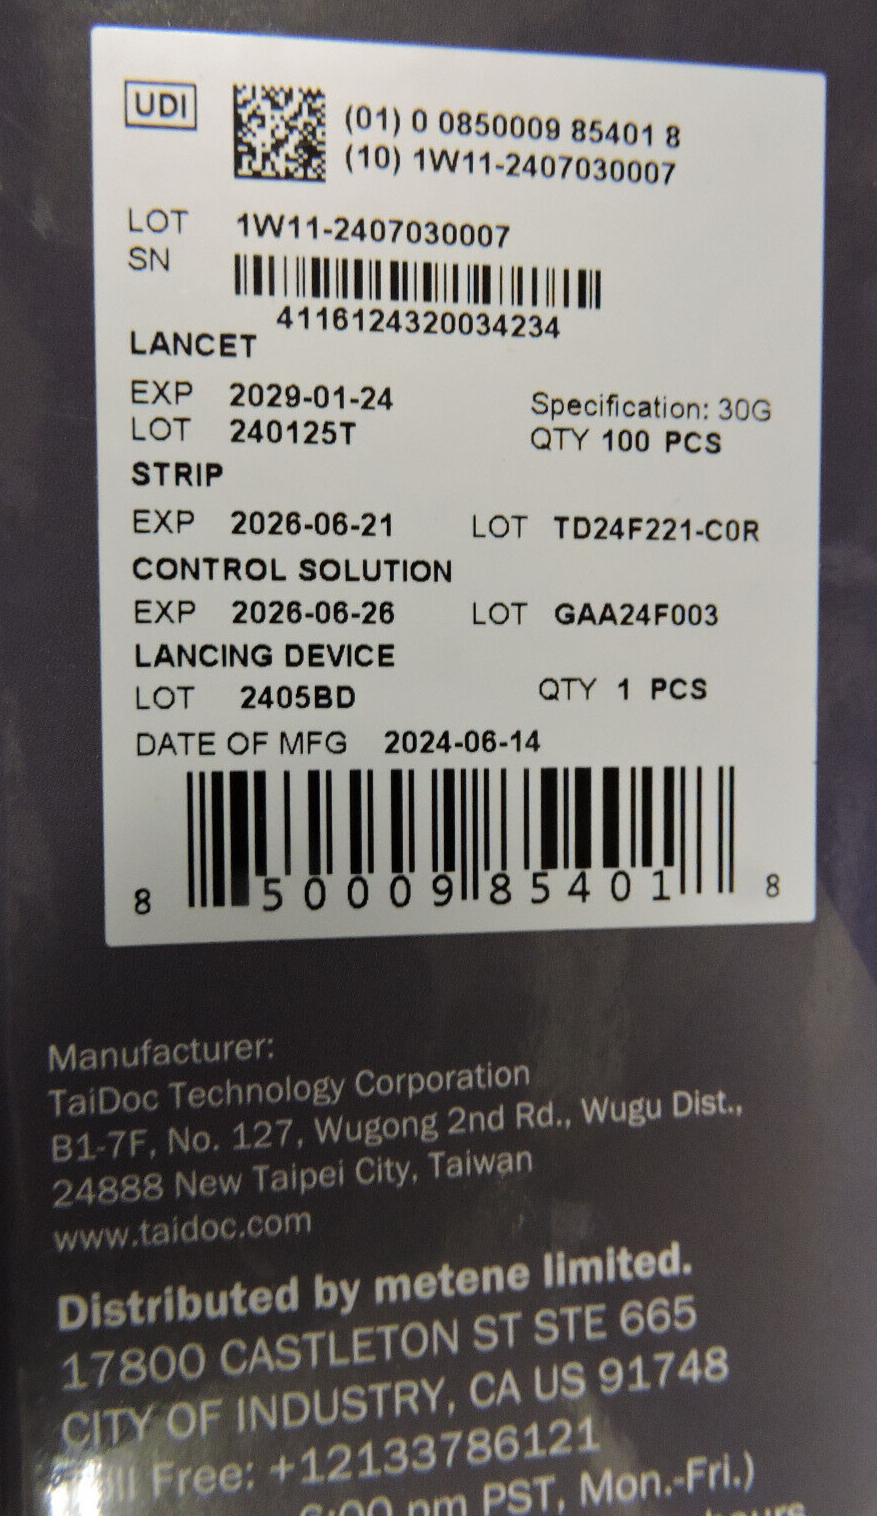 UDI
(01) 0 0850009 85401 8
(10) 1W11-2407030007
LOT 1W11-2407030007
SN
4116124320034234
LANCET
EXP 2029-01-24 Specification: 30G
LOT 240125T QTY 100 PCS
STRIP
EXP 2026-06-21 LOT TD24F221-C0R
CONTROL SOLUTION
EXP 2026-06-26 LOT GAA24F003
LANCING DEVICE
LOT 2405BD QTY 1 PCS
DATE OF MFG 2024-06-14
8 50009 85401 8
Manufacturer:
TaiDoc Technology Corporation
B1-7F, No. 127, Wugong 2nd Rd., Wugu Dist.,
24888 New Taipei City, Taiwan
www.taidoc.com
Distributed by metene limited.
17800 CASTLETON ST STE 665
CITY OF INDUSTRY, CA US 91748
Free: +12133786121
6:00 pm PST, Mon.-Fri.)
hours